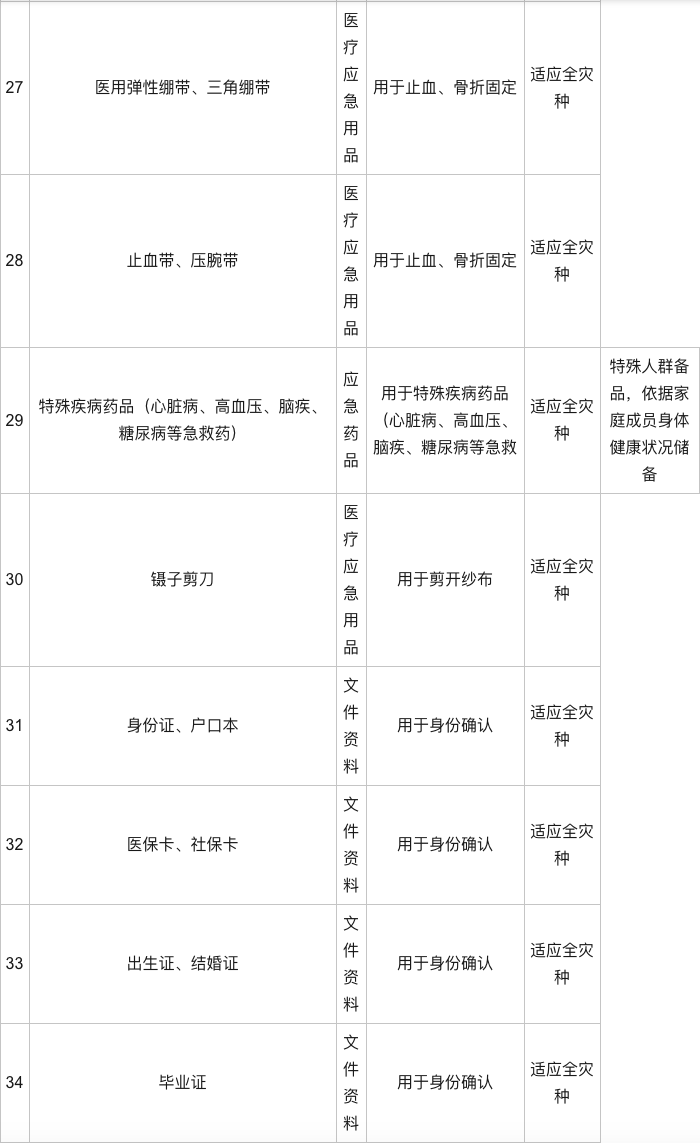 27
医用弹性绷带、三角绷带
医
疗
应
急
用
品
用于止血、骨折固定
适应全灾
种
28
止血带、压腕带
医
疗
应
急
用
品
用于止血、骨折固定
适应全灾
种
29
特殊疾病药品（心脏病、高血压、脑疾、
糖尿病等急救药）
应
急
药
品
用于特殊疾病药品
（心脏病、高血压、
脑疾、糖尿病等急救
适应全灾
种
特殊人群备
品，依据家
庭成员身体
健康状况储
备
30
镊子剪刀
医
疗
应
急
用
品
用于剪开纱布
适应全灾
种
31
身份证、户口本
文
件
资
料
用于身份确认
适应全灾
种
32
医保卡、社保卡
文
件
资
料
用于身份确认
适应全灾
种
33
出生证、结婚证
文
件
资
料
用于身份确认
适应全灾
种
34
毕业证
文
件
资
料
用于身份确认
适应全灾
种